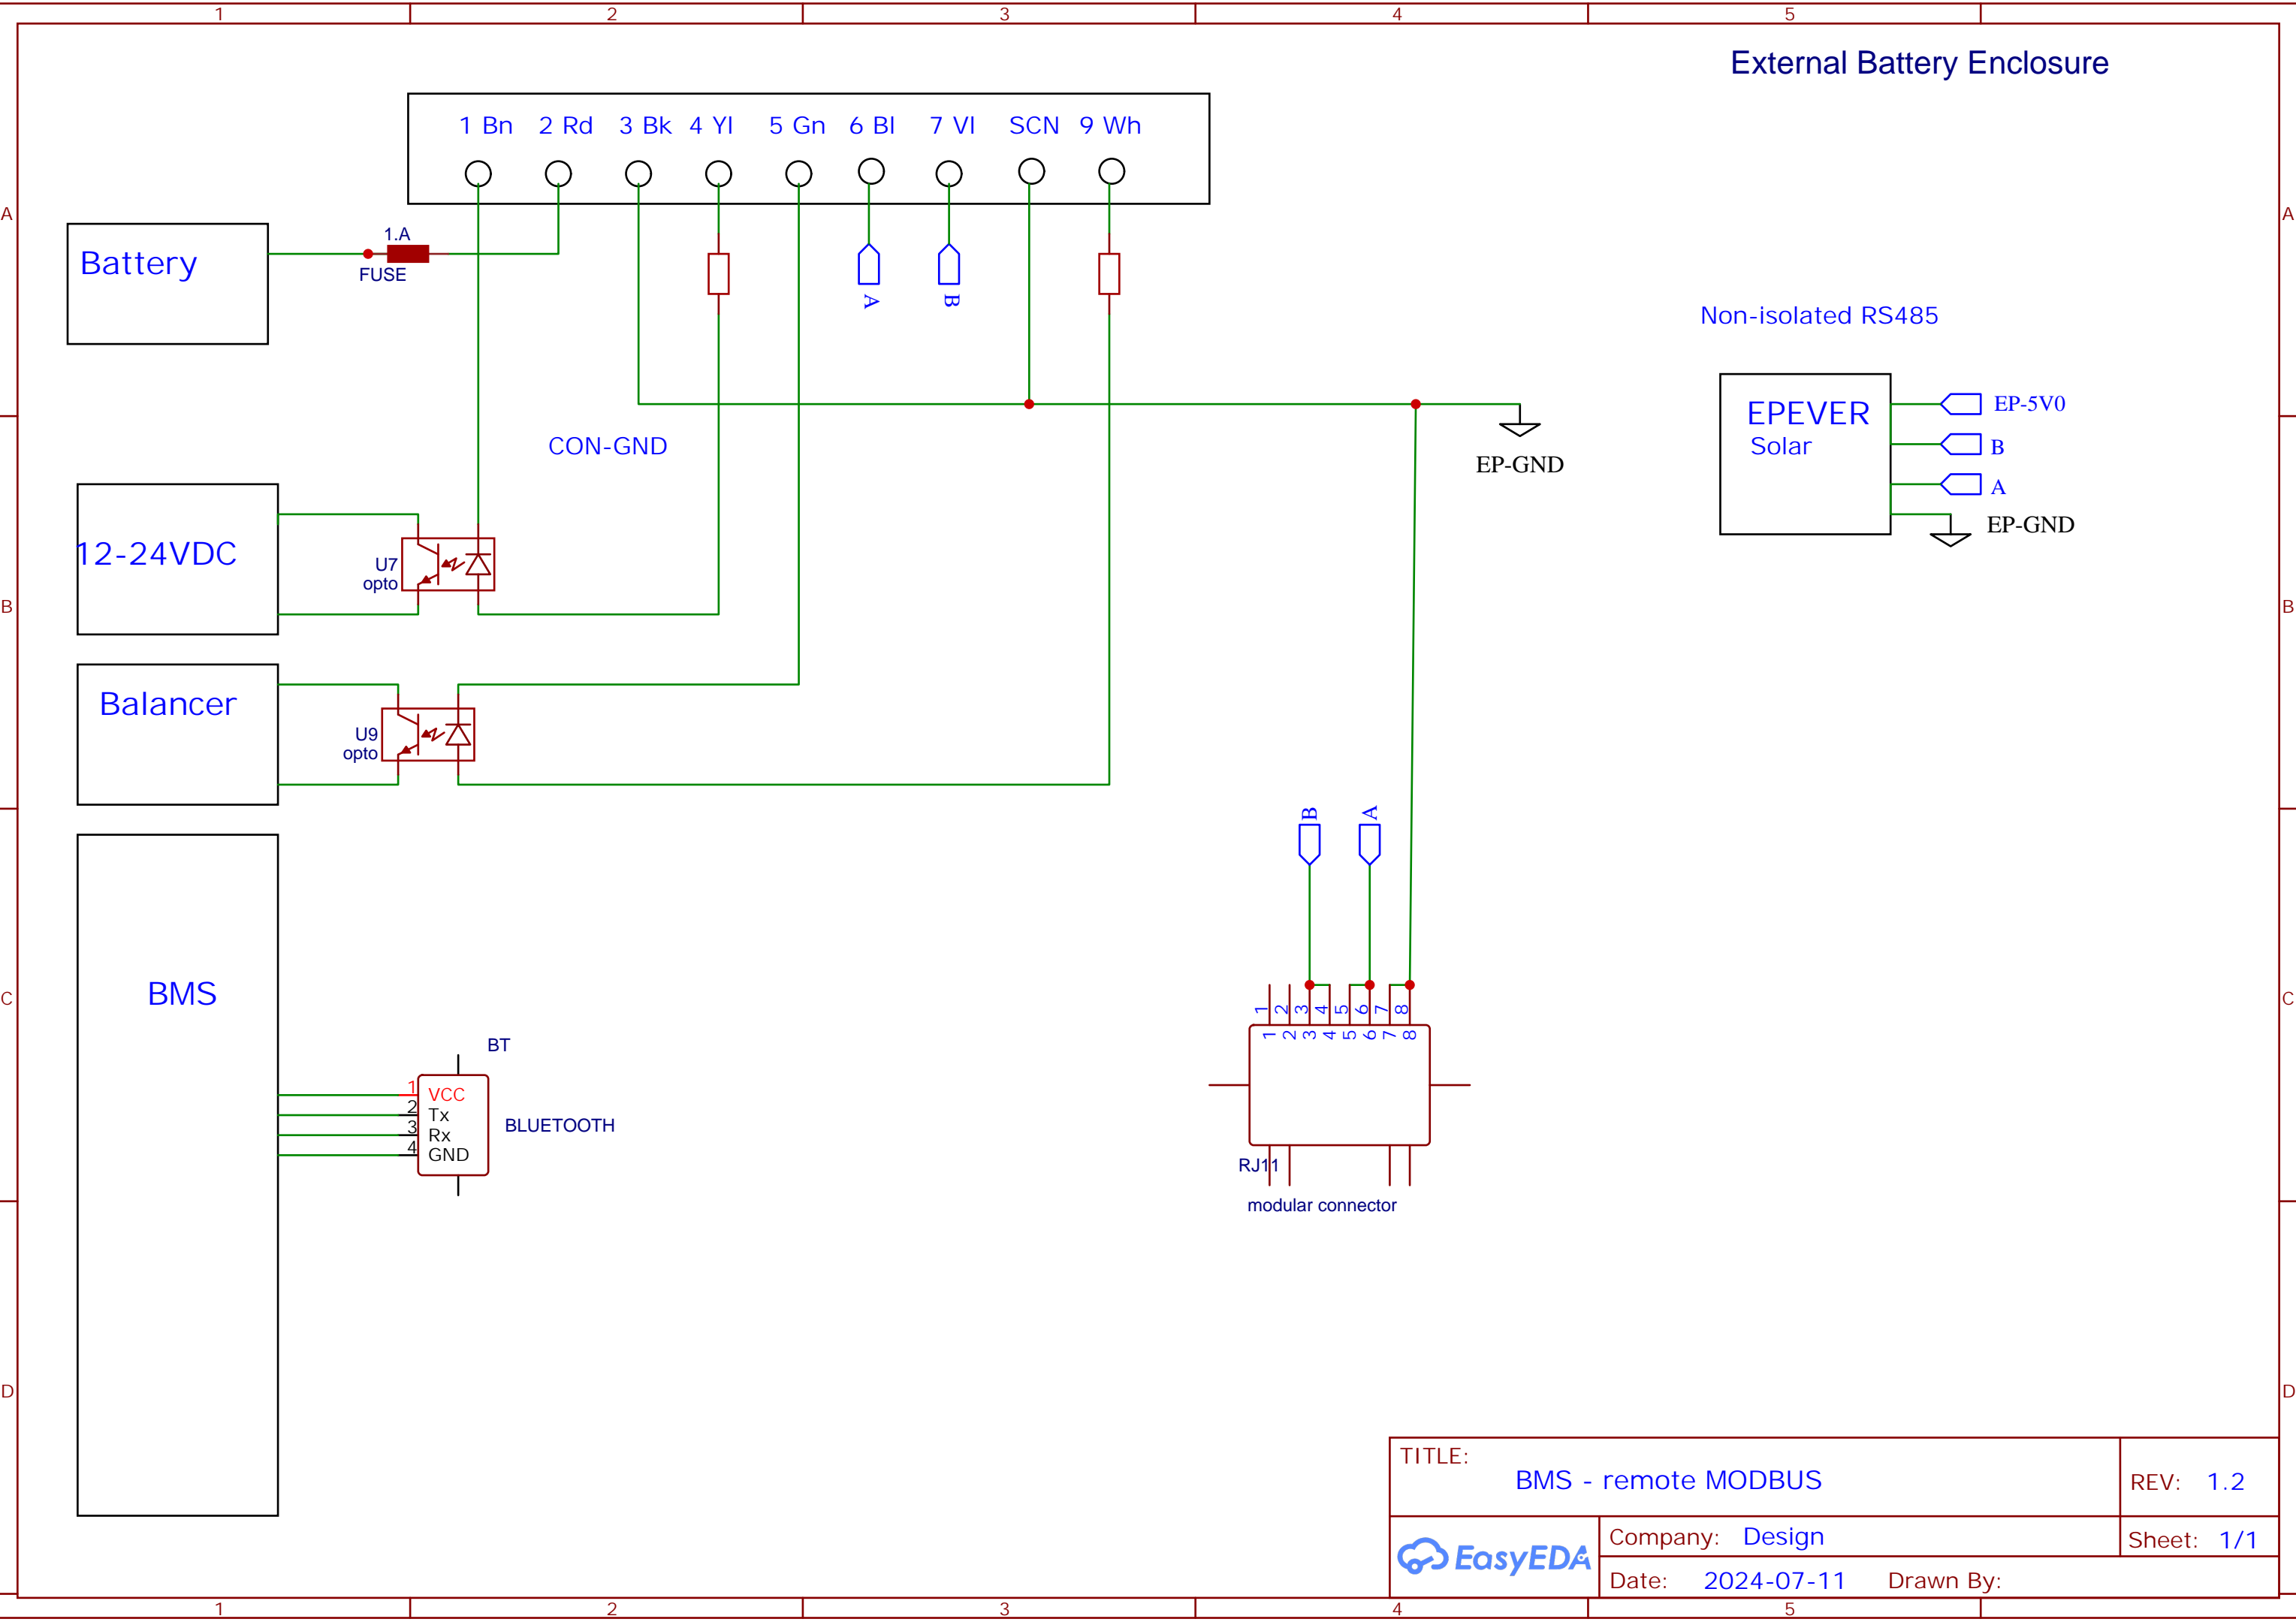 1 2 3 4 5
External Battery Enclosure
1 Bn 2 Rd 3 Bk 4 Yl 5 Gn 6 Bl 7 Vl SCN 9 Wh
A A
Battery
1.A
FUSE
A B
Non-isolated RS485
EPEVER
Solar
EP-5V0
B
A
EP-GND
CON-GND
EP-GND
12-24VDC
U7
opto
B B
Balancer
U9
opto
B A
BMS
C C
1 2 3 4 5 6 7 8
1 2 3 4 5 6 7 8
BT
1 VCC
2 Tx
3 Rx
4 GND
BLUETOOTH
RJ11
modular connector
D D
TITLE:
BMS - remote MODBUS
REV: 1.2
EasyEDA
Company: Design
Sheet: 1/1
Date: 2024-07-11 Drawn By:
1 2 3 4 5